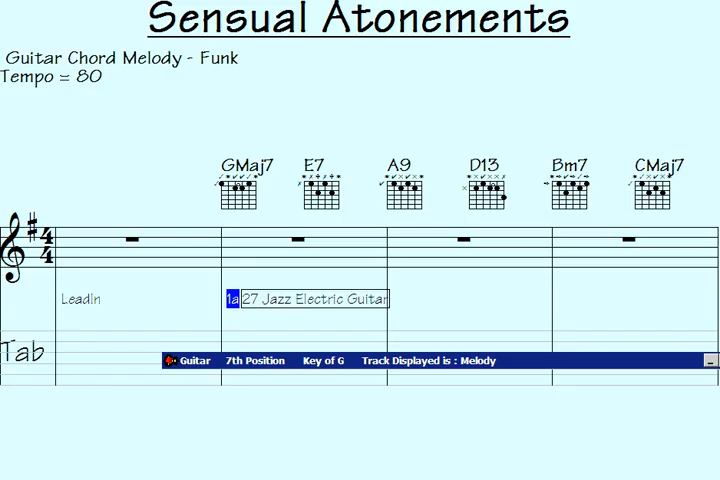 Sensual Atonements
Guitar Chord Melody - Funk
Tempo = 80
GMaj7 E7 A9 D13 Bm7 CMaj7
4
4
LeadIn 1a 27 Jazz Electric Guitar
Tab
Guitar 7th Position Key of G Track Displayed is : Melody